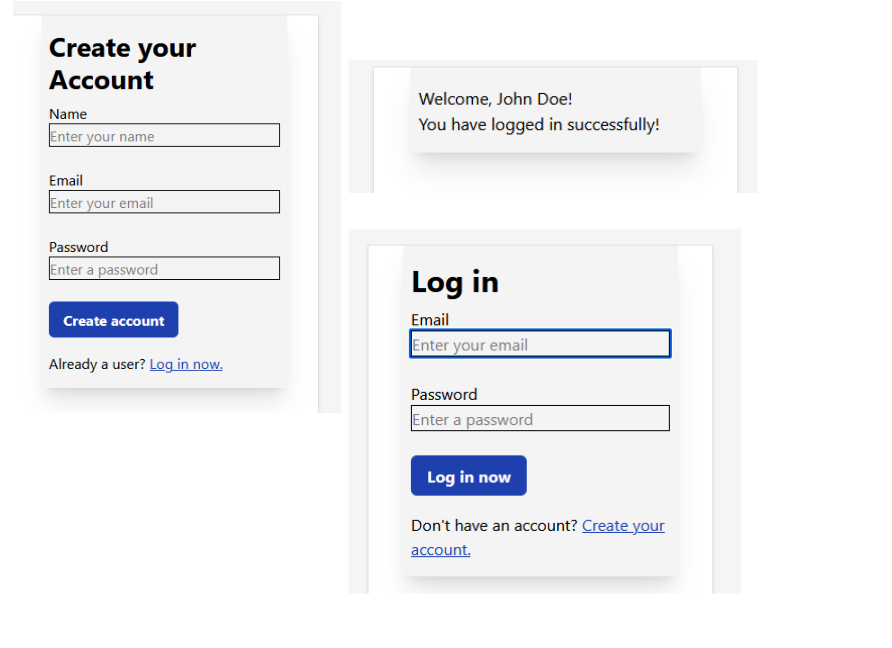 Create your
Account
Name
Enter your name
Email
Enter your email
Password
Enter a password
Create account
Already a user? Log in now.
Welcome, John Doe!
You have logged in successfully!
Log in
Email
Enter your email
Password
Enter a password
Log in now
Don't have an account? Create your
account.